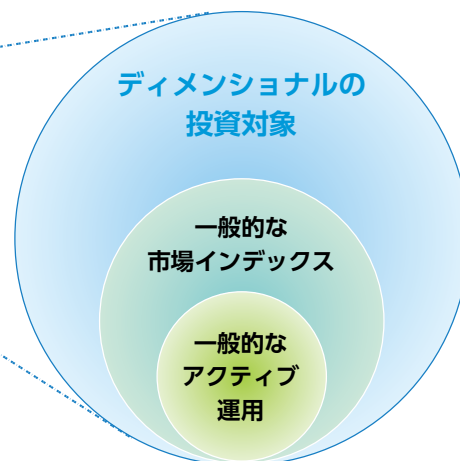 ディメンショナルの
投資対象
一般的な
市場インデックス
一般的な
アクティブ
運用